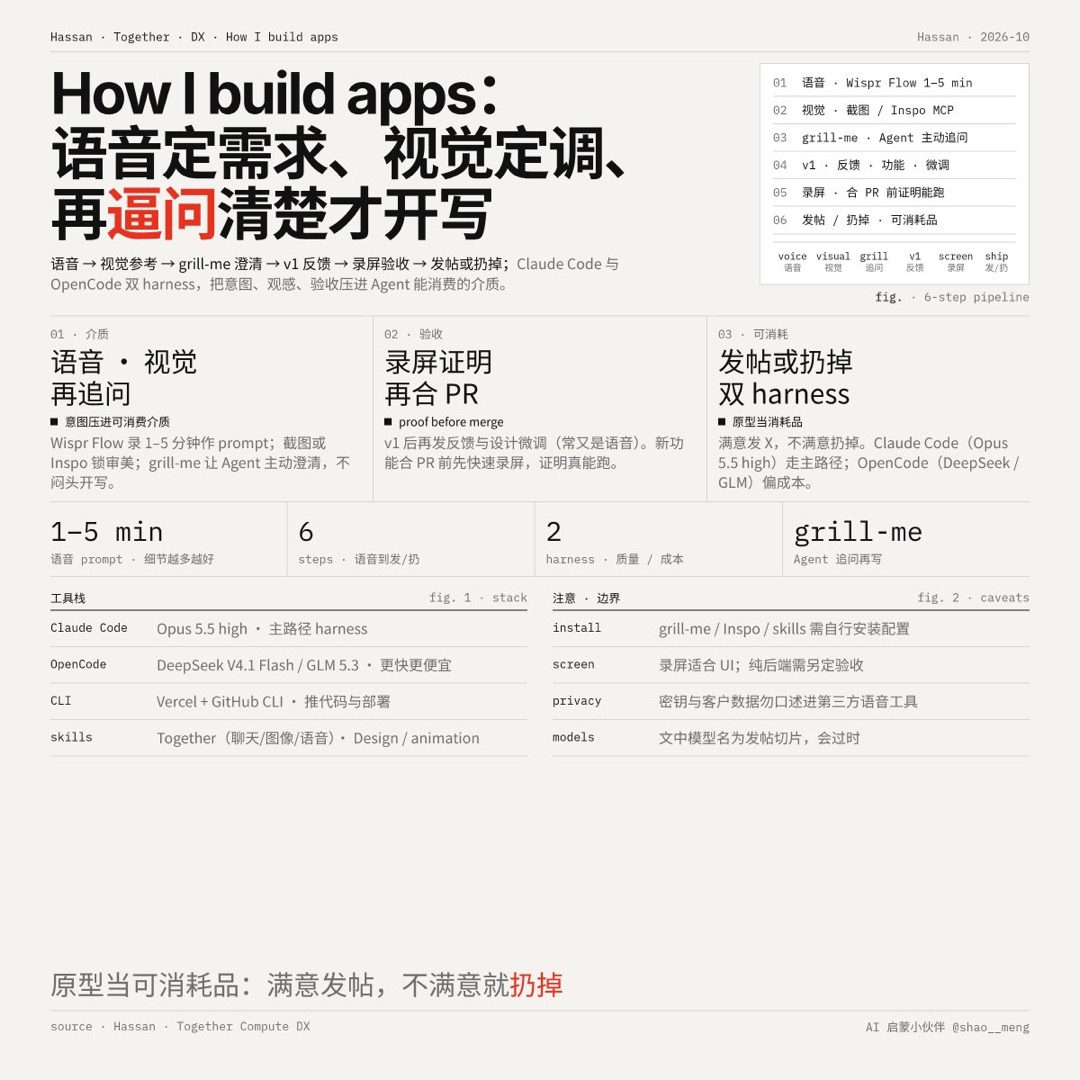 Hassan · Together · DX · How I build apps
Hassan · 2026-10
How I build apps：
语音定需求、视觉定调、
再逼问清楚才开写
语音 → 视觉参考 → grill-me 澄清 → v1 反馈 → 录屏验收 → 发帖或扔掉；Claude Code 与
OpenCode 双 harness，把意图、观感、验收压进 Agent 能消费的介质。
01 语音 · Wispr Flow 1–5 min
02 视觉 · 截图 / Inspo MCP
03 grill-me · Agent 主动追问
04 v1 · 反馈 · 功能 · 微调
05 录屏 · 合 PR 前证明能跑
06 发帖 / 扔掉 · 可消耗品
voice visual grill v1 screen ship
语音 视觉 追问 反馈 录屏 发/扔
fig. · 6-step pipeline
01 · 介质
语音 · 视觉
再追问
■ 意图压进可消费介质
Wispr Flow 录 1–5 分钟作 prompt；截图或
Inspo 锁审美；grill-me 让 Agent 主动澄清，不
闷头开写。
02 · 验收
录屏证明
再合 PR
■ proof before merge
v1 后再发反馈与设计微调（常又是语音）。新功
能合 PR 前先快速录屏，证明真能跑。
03 · 可消耗
发帖或扔掉
双 harness
■ 原型当消耗品
满意发 X，不满意扔掉。Claude Code（Opus
5.5 high）走主路径；OpenCode（DeepSeek /
GLM）偏成本。
1–5 min
语音 prompt · 细节越多越好
6
steps · 语音到发/扔
2
harness · 质量 / 成本
grill-me
Agent 追问再写
工具栈 fig. 1 · stack
Claude Code Opus 5.5 high · 主路径 harness
OpenCode DeepSeek V4.1 Flash / GLM 5.3 · 更快更便宜
CLI Vercel + GitHub CLI · 推代码与部署
skills Together（聊天/图像/语音）· Design / animation
注意 · 边界 fig. 2 · caveats
install grill-me / Inspo / skills 需自行安装配置
screen 录屏适合 UI；纯后端需另定验收
privacy 密钥与客户数据勿口述进第三方语音工具
models 文中模型名为发帖切片，会过时
原型当可消耗品：满意发帖，不满意就扔掉
source · Hassan · Together Compute DX
AI 启蒙小伙伴 @shao__meng